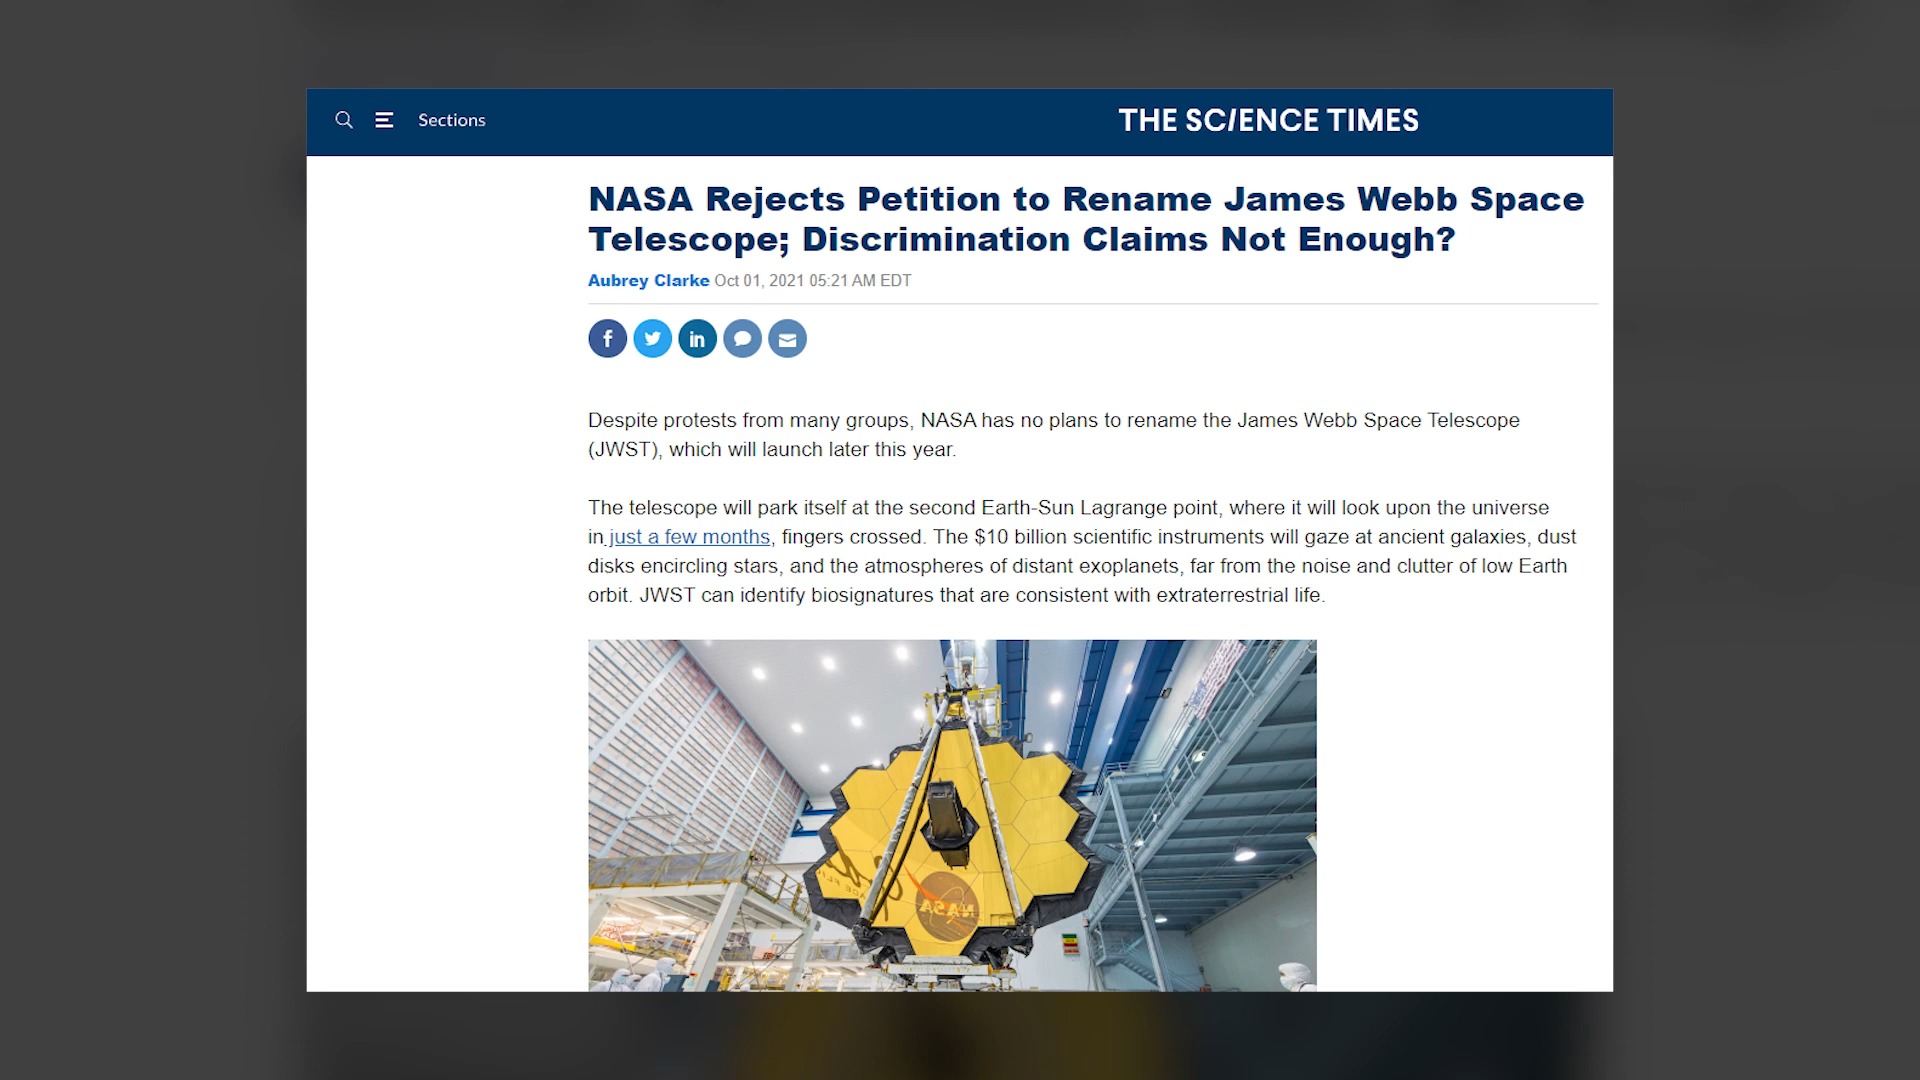 Sections
THE SCIENCE TIMES
NASA Rejects Petition to Rename James Webb Space
Telescope; Discrimination Claims Not Enough?
Aubrey Clarke Oct 01, 2021 05:21 AM EDT
Despite protests from many groups, NASA has no plans to rename the James Webb Space Telescope
(JWST), which will launch later this year.
The telescope will park itself at the second Earth-Sun Lagrange point, where it will look upon the universe
in just a few months, fingers crossed. The $10 billion scientific instruments will gaze at ancient galaxies, dust
disks encircling stars, and the atmospheres of distant exoplanets, far from the noise and clutter of low Earth
orbit. JWST can identify biosignatures that are consistent with extraterrestrial life.
NASA